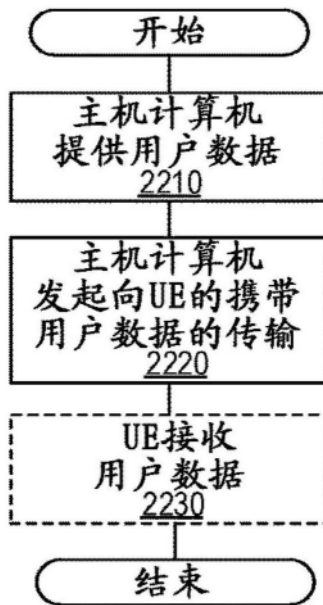 开始
主机计算机
提供用户数据
2210
主机计算机
发起向UE的携带
用户数据的传输
2220
UE接收
用户数据
2230
结束